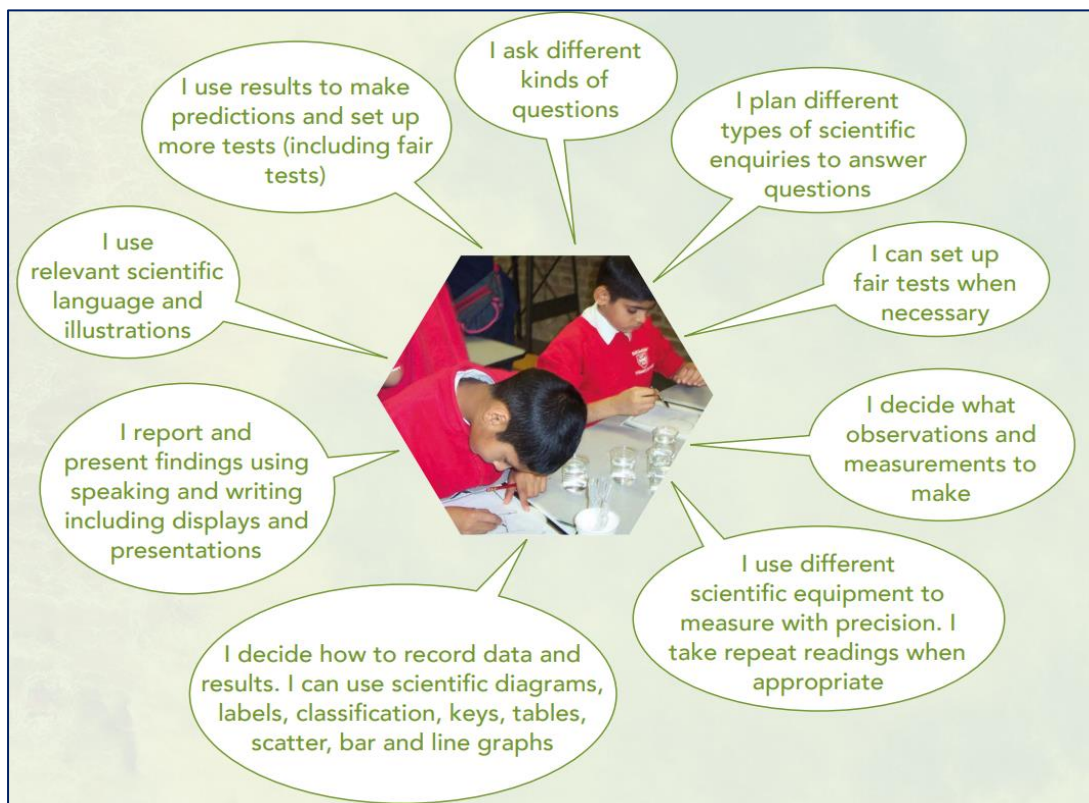 I ask different
kinds of
questions
I plan different
types of scientific
enquiries to answer
questions
I can set up
fair tests when
necessary
I decide what
observations and
measurements to
make
I use different
scientific equipment to
measure with precision. I
take repeat readings when
appropriate
I decide how to record data and
results. I can use scientific diagrams,
labels, classification, keys, tables,
scatter, bar and line graphs
I report and
present findings using
speaking and writing
including displays and
presentations
I use
relevant scientific
language and
illustrations
I use results to make
predictions and set up
more tests (including fair
tests)